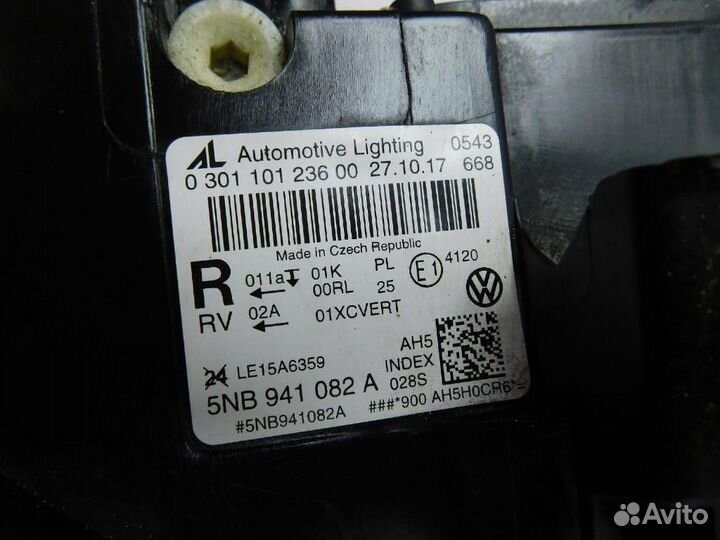 AL Automotive Lighting 0543
0 301 101 236 00 27.10.17 668
Made in Czech Republic
R 011a 01K PL E1 4120
00RL 25
RV 02A 01XCVERT
AH5
24 LE15A6359 INDEX
5NB 941 082 A 028S
#5NB941082A ###*900 AH5H0CR6*=
Avito